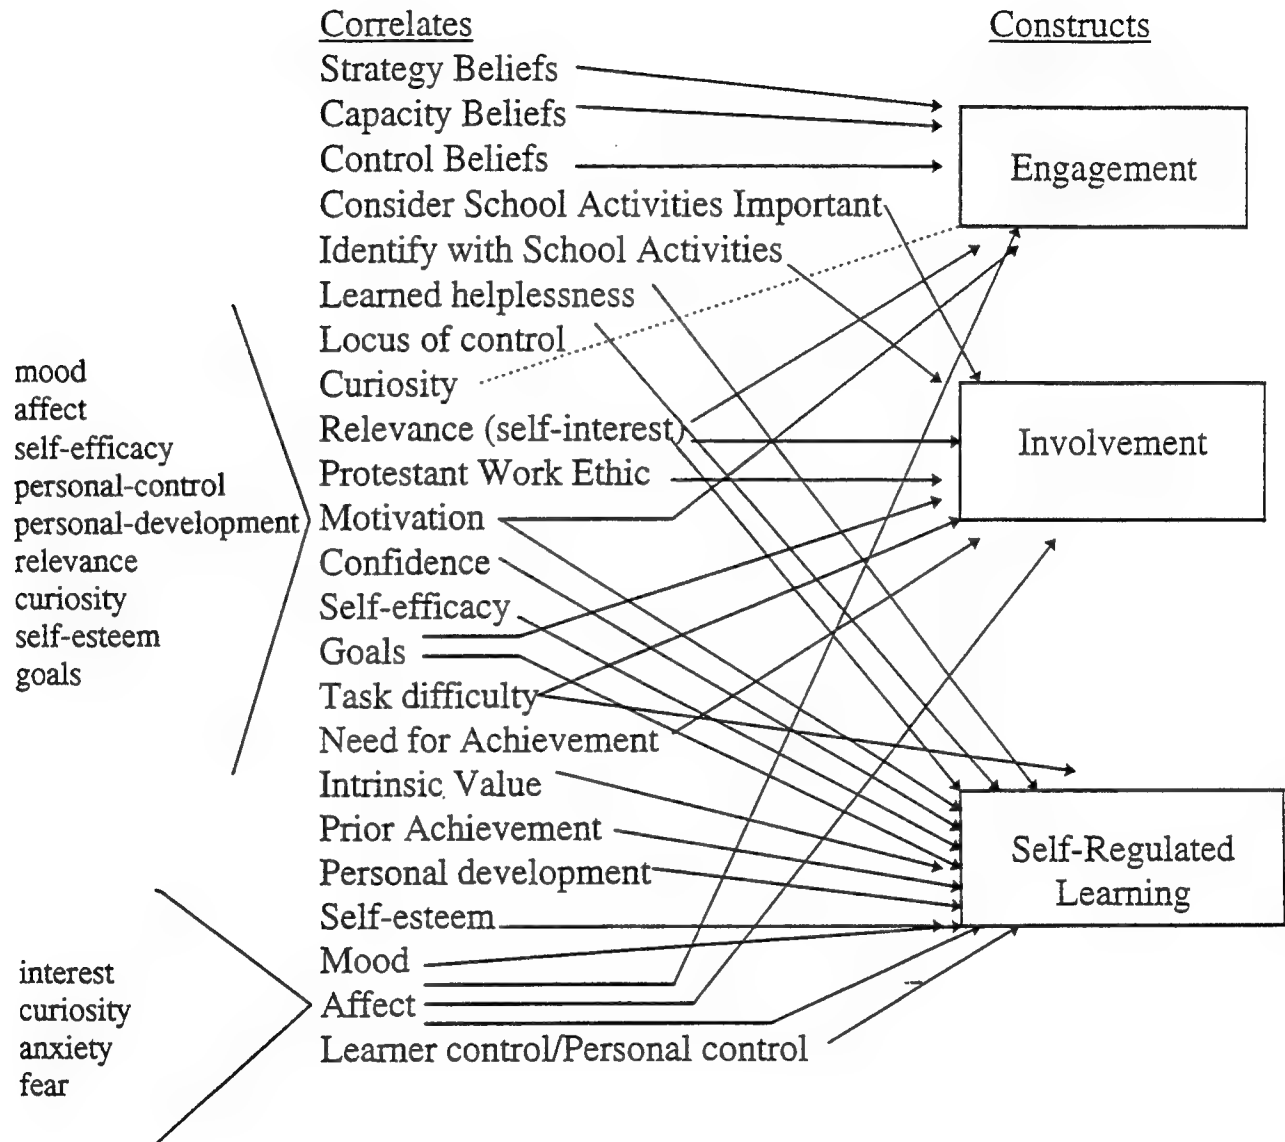 Correlates
Strategy Beliefs
Capacity Beliefs
Control Beliefs
Consider School Activities Important
Identify with School Activities
Learned helplessness
Locus of control
Curiosity
Relevance (self-interest)
Protestant Work Ethic
Motivation
Confidence
Self-efficacy
Goals
Task difficulty
Need for Achievement
Intrinsic Value
Prior Achievement
Personal development
Self-esteem
Mood
Affect
Learner control/Personal control
mood
affect
self-efficacy
personal-control
personal-development
relevance
curiosity
self-esteem
goals
interest
curiosity
anxiety
fear
Constructs
Engagement
Involvement
Self-Regulated
Learning